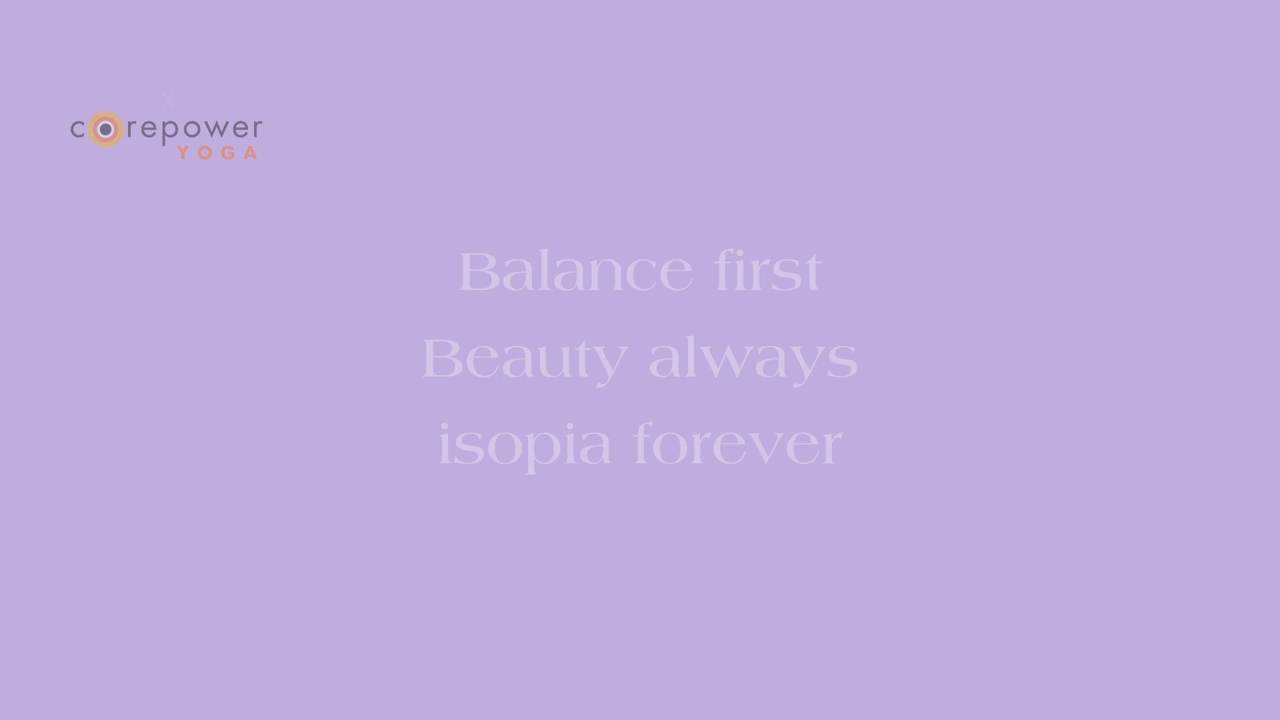 x
corepower
YOGA
Balance first
Beauty always
isopia forever